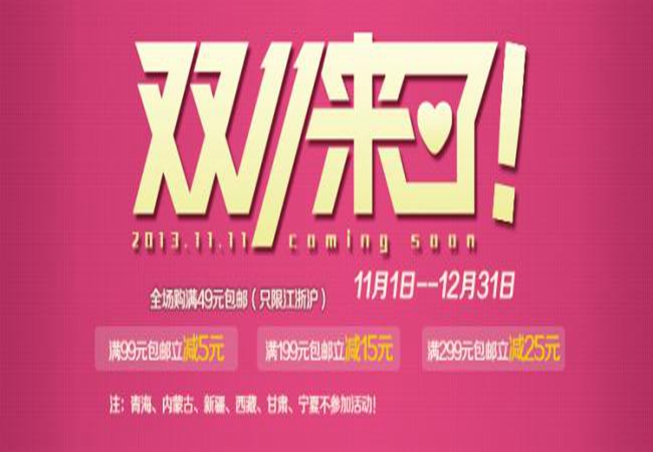 双11来了!
2013.11.11 coming soon
11月1日--12月31日
全场购满49元包邮(只限江浙沪)
满99元包邮立减5元 满199元包邮立减15元 满299元包邮立减25元
注:青海、内蒙古、新疆、西藏、甘肃、宁夏不参加活动!